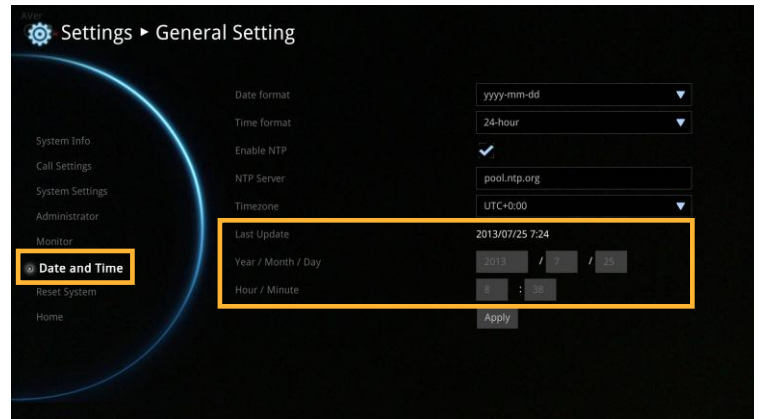 AVer
Settings ▸ General Setting
Date format yyyy-mm-dd
Time format 24-hour
Enable NTP
NTP Server pool.ntp.org
Timezone UTC+0:00
Last Update 2013/07/25 7:24
Year / Month / Day 2013 / 7 / 25
Hour / Minute 8 : 38
Apply
System Info
Call Settings
System Settings
Administrator
Monitor
Date and Time
Reset System
Home